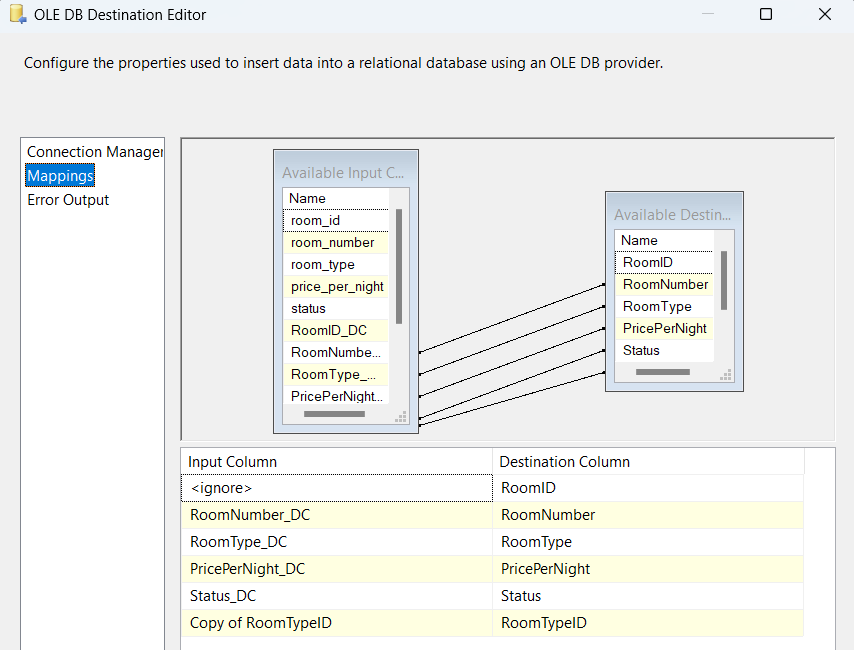 OLE DB Destination Editor
Configure the properties used to insert data into a relational database using an OLE DB provider.
Connection Manager
Mappings
Error Output
Available Input C...
Name
room_id
room_number
room_type
price_per_night
status
RoomID_DC
RoomNumbe...
RoomType_...
PricePerNight...
Available Destin...
Name
RoomID
RoomNumber
RoomType
PricePerNight
Status
Input Column Destination Column
<ignore> RoomID
RoomNumber_DC RoomNumber
RoomType_DC RoomType
PricePerNight_DC PricePerNight
Status_DC Status
Copy of RoomTypeID RoomTypeID